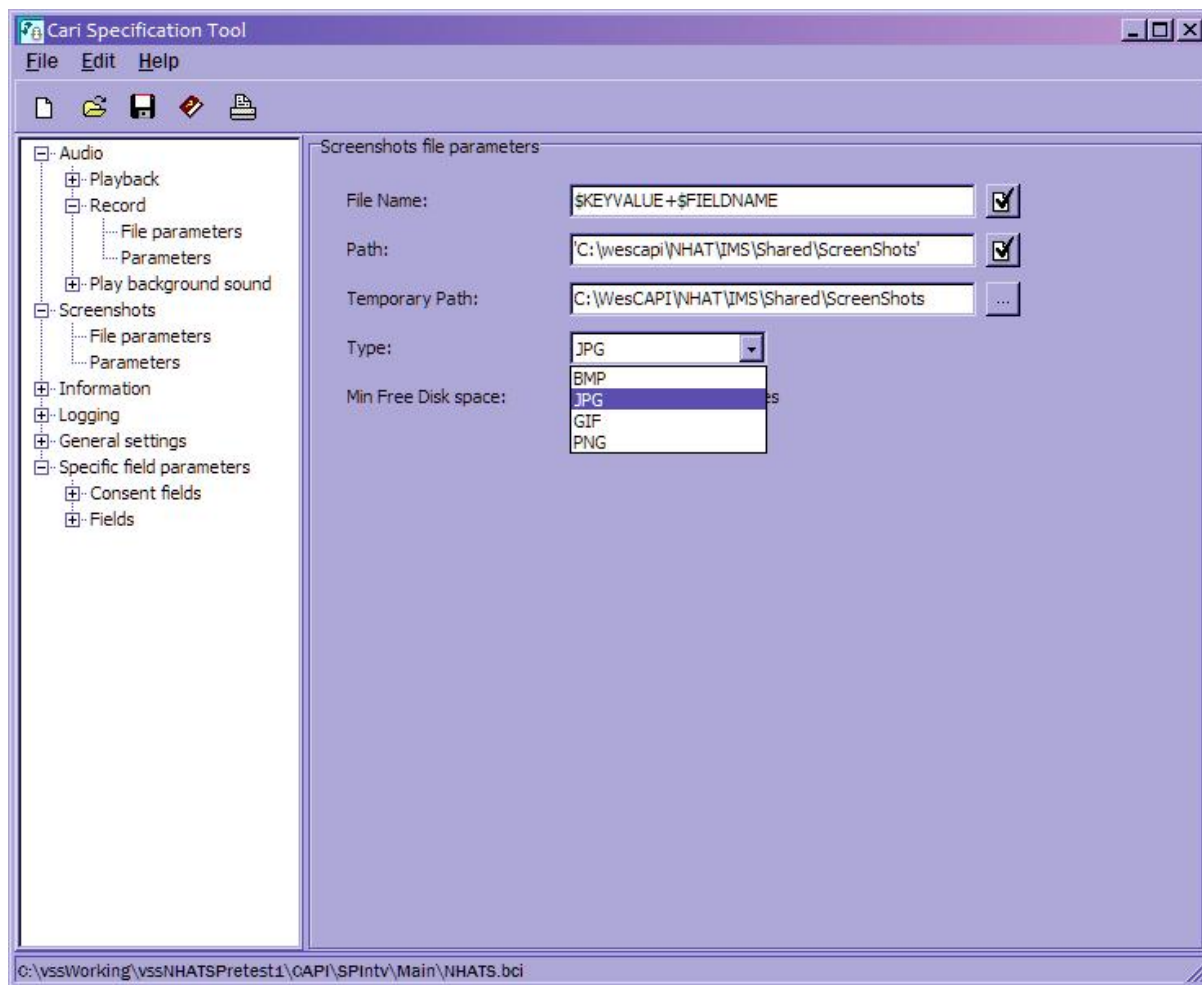 Cari Specification Tool
File Edit Help
Audio
Playback
Record
File parameters
Parameters
Play background sound
Screenshots
File parameters
Parameters
Information
Logging
General settings
Specific field parameters
Consent fields
Fields
Screenshots file parameters
File Name: $KEYVALUE+$FIELDNAME
Path: 'C:\wescapi\NHAT\IMS\Shared\ScreenShots'
Temporary Path: C:\WesCAPI\NHAT\IMS\Shared\ScreenShots ...
Type: JPG
BMP
Min Free Disk space: JPG
GIF
PNG
C:\vssWorking\vssNHATSPretest1\CAPI\SPIntv\Main\NHATS.bci